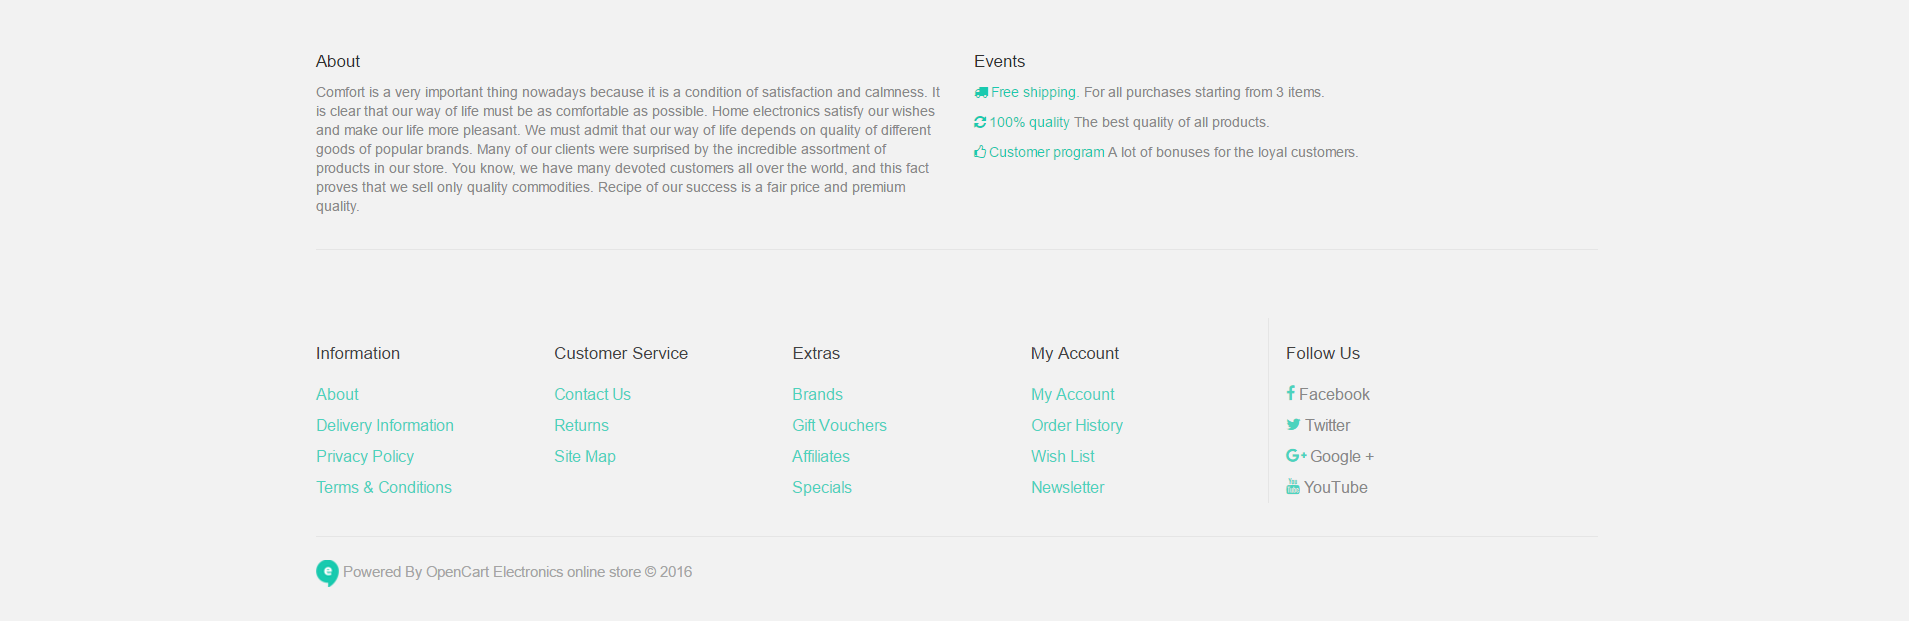 About
Comfort is a very important thing nowadays because it is a condition of satisfaction and calmness. It
is clear that our way of life must be as comfortable as possible. Home electronics satisfy our wishes
and make our life more pleasant. We must admit that our way of life depends on quality of different
goods of popular brands. Many of our clients were surprised by the incredible assortment of
products in our store. You know, we have many devoted customers all over the world, and this fact
proves that we sell only quality commodities. Recipe of our success is a fair price and premium
quality.
Events
Free shipping. For all purchases starting from 3 items.
100% quality The best quality of all products.
Customer program A lot of bonuses for the loyal customers.
Information
About
Delivery Information
Privacy Policy
Terms & Conditions
Customer Service
Contact Us
Returns
Site Map
Extras
Brands
Gift Vouchers
Affiliates
Specials
My Account
My Account
Order History
Wish List
Newsletter
Follow Us
Facebook
Twitter
Google +
YouTube
Powered By OpenCart Electronics online store © 2016